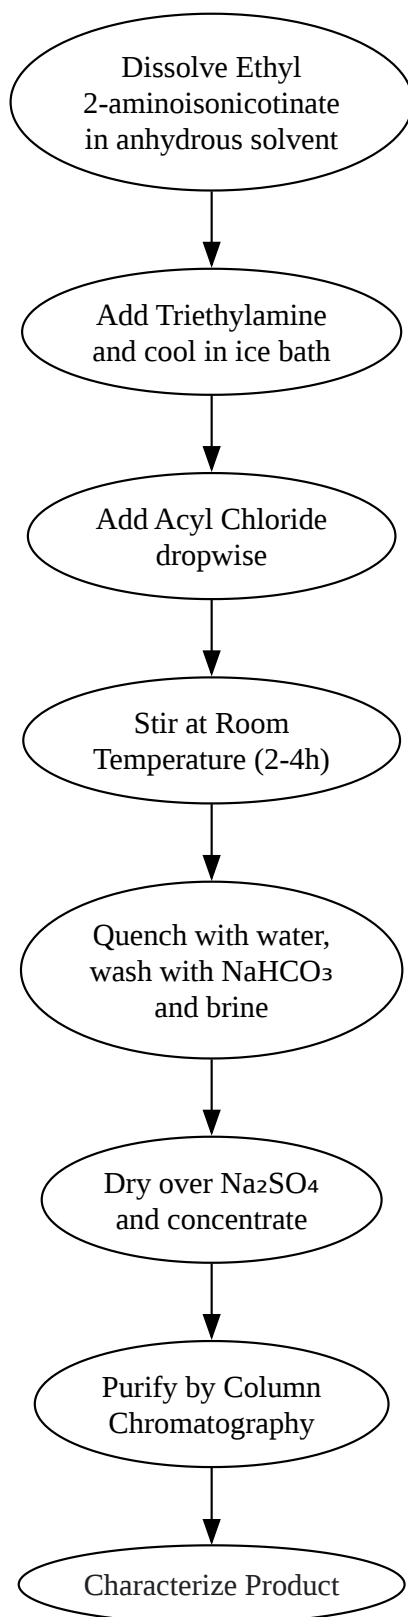 Dissolve Ethyl
2-aminoisonicotinate
in anhydrous solvent
Add Triethylamine
and cool in ice bath
Add Acyl Chloride
dropwise
Stir at Room
Temperature (2-4h)
Quench with water,
wash with NaHCO₃
and brine
Dry over Na₂SO₄
and concentrate
Purify by Column
Chromatography
Characterize Product